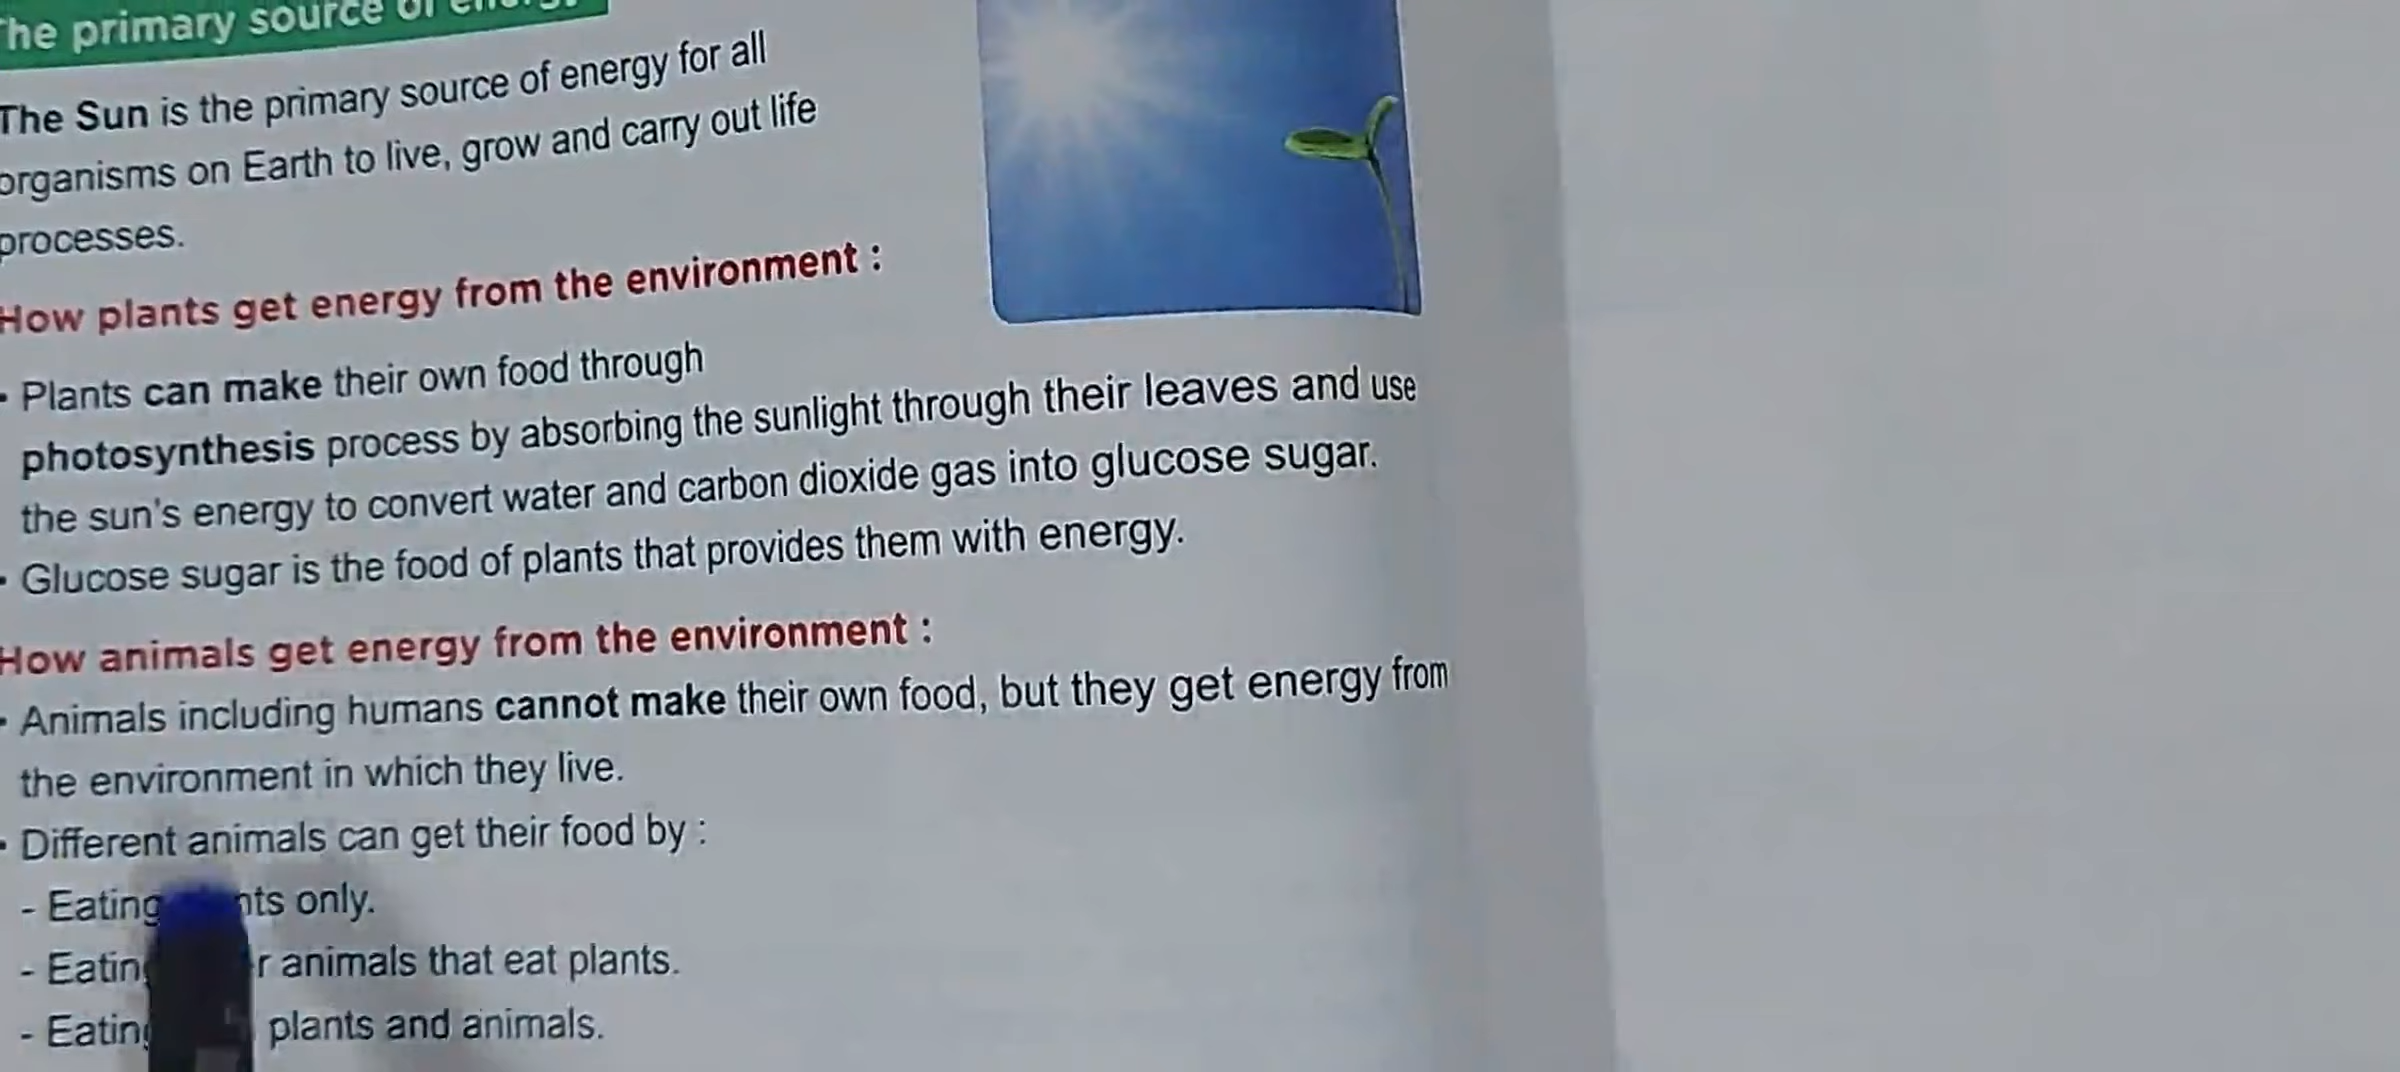 The primary source of energy
The Sun is the primary source of energy for all
organisms on Earth to live, grow and carry out life
processes.
How plants get energy from the environment :
• Plants can make their own food through
photosynthesis process by absorbing the sunlight through their leaves and use
the sun's energy to convert water and carbon dioxide gas into glucose sugar.
• Glucose sugar is the food of plants that provides them with energy.
How animals get energy from the environment :
• Animals including humans cannot make their own food, but they get energy from
the environment in which they live.
• Different animals can get their food by :
- Eating only.
- Eating animals that eat plants.
- Eating plants and animals.